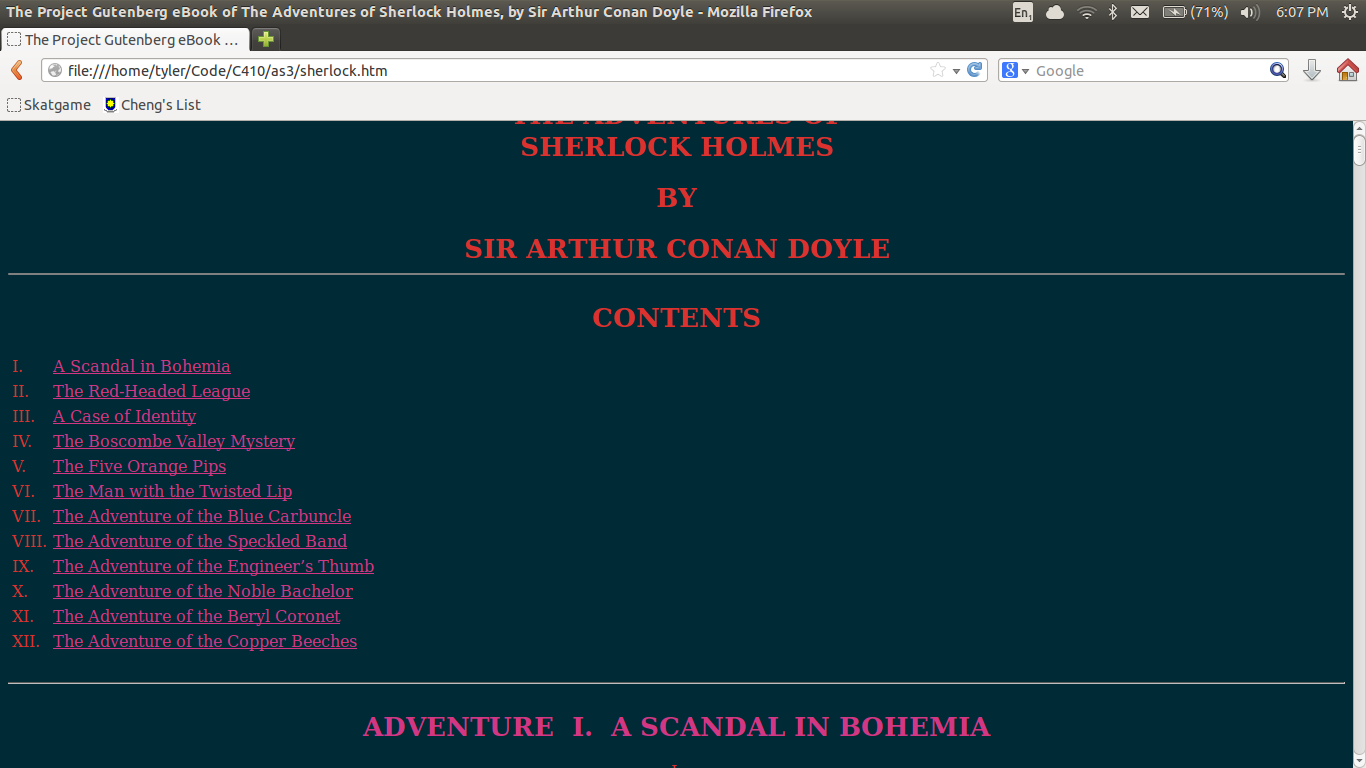 The Project Gutenberg eBook of The Adventures of Sherlock Holmes, by Sir Arthur Conan Doyle - Mozilla Firefox
En1 (71%) 6:07 PM
The Project Gutenberg eBook ...
file:///home/tyler/Code/C410/as3/sherlock.htm
Google
Skatgame Cheng's List
THE ADVENTURES OF
SHERLOCK HOLMES
BY
SIR ARTHUR CONAN DOYLE
CONTENTS
I. A Scandal in Bohemia
II. The Red-Headed League
III. A Case of Identity
IV. The Boscombe Valley Mystery
V. The Five Orange Pips
VI. The Man with the Twisted Lip
VII. The Adventure of the Blue Carbuncle
VIII. The Adventure of the Speckled Band
IX. The Adventure of the Engineer’s Thumb
X. The Adventure of the Noble Bachelor
XI. The Adventure of the Beryl Coronet
XII. The Adventure of the Copper Beeches
ADVENTURE I. A SCANDAL IN BOHEMIA